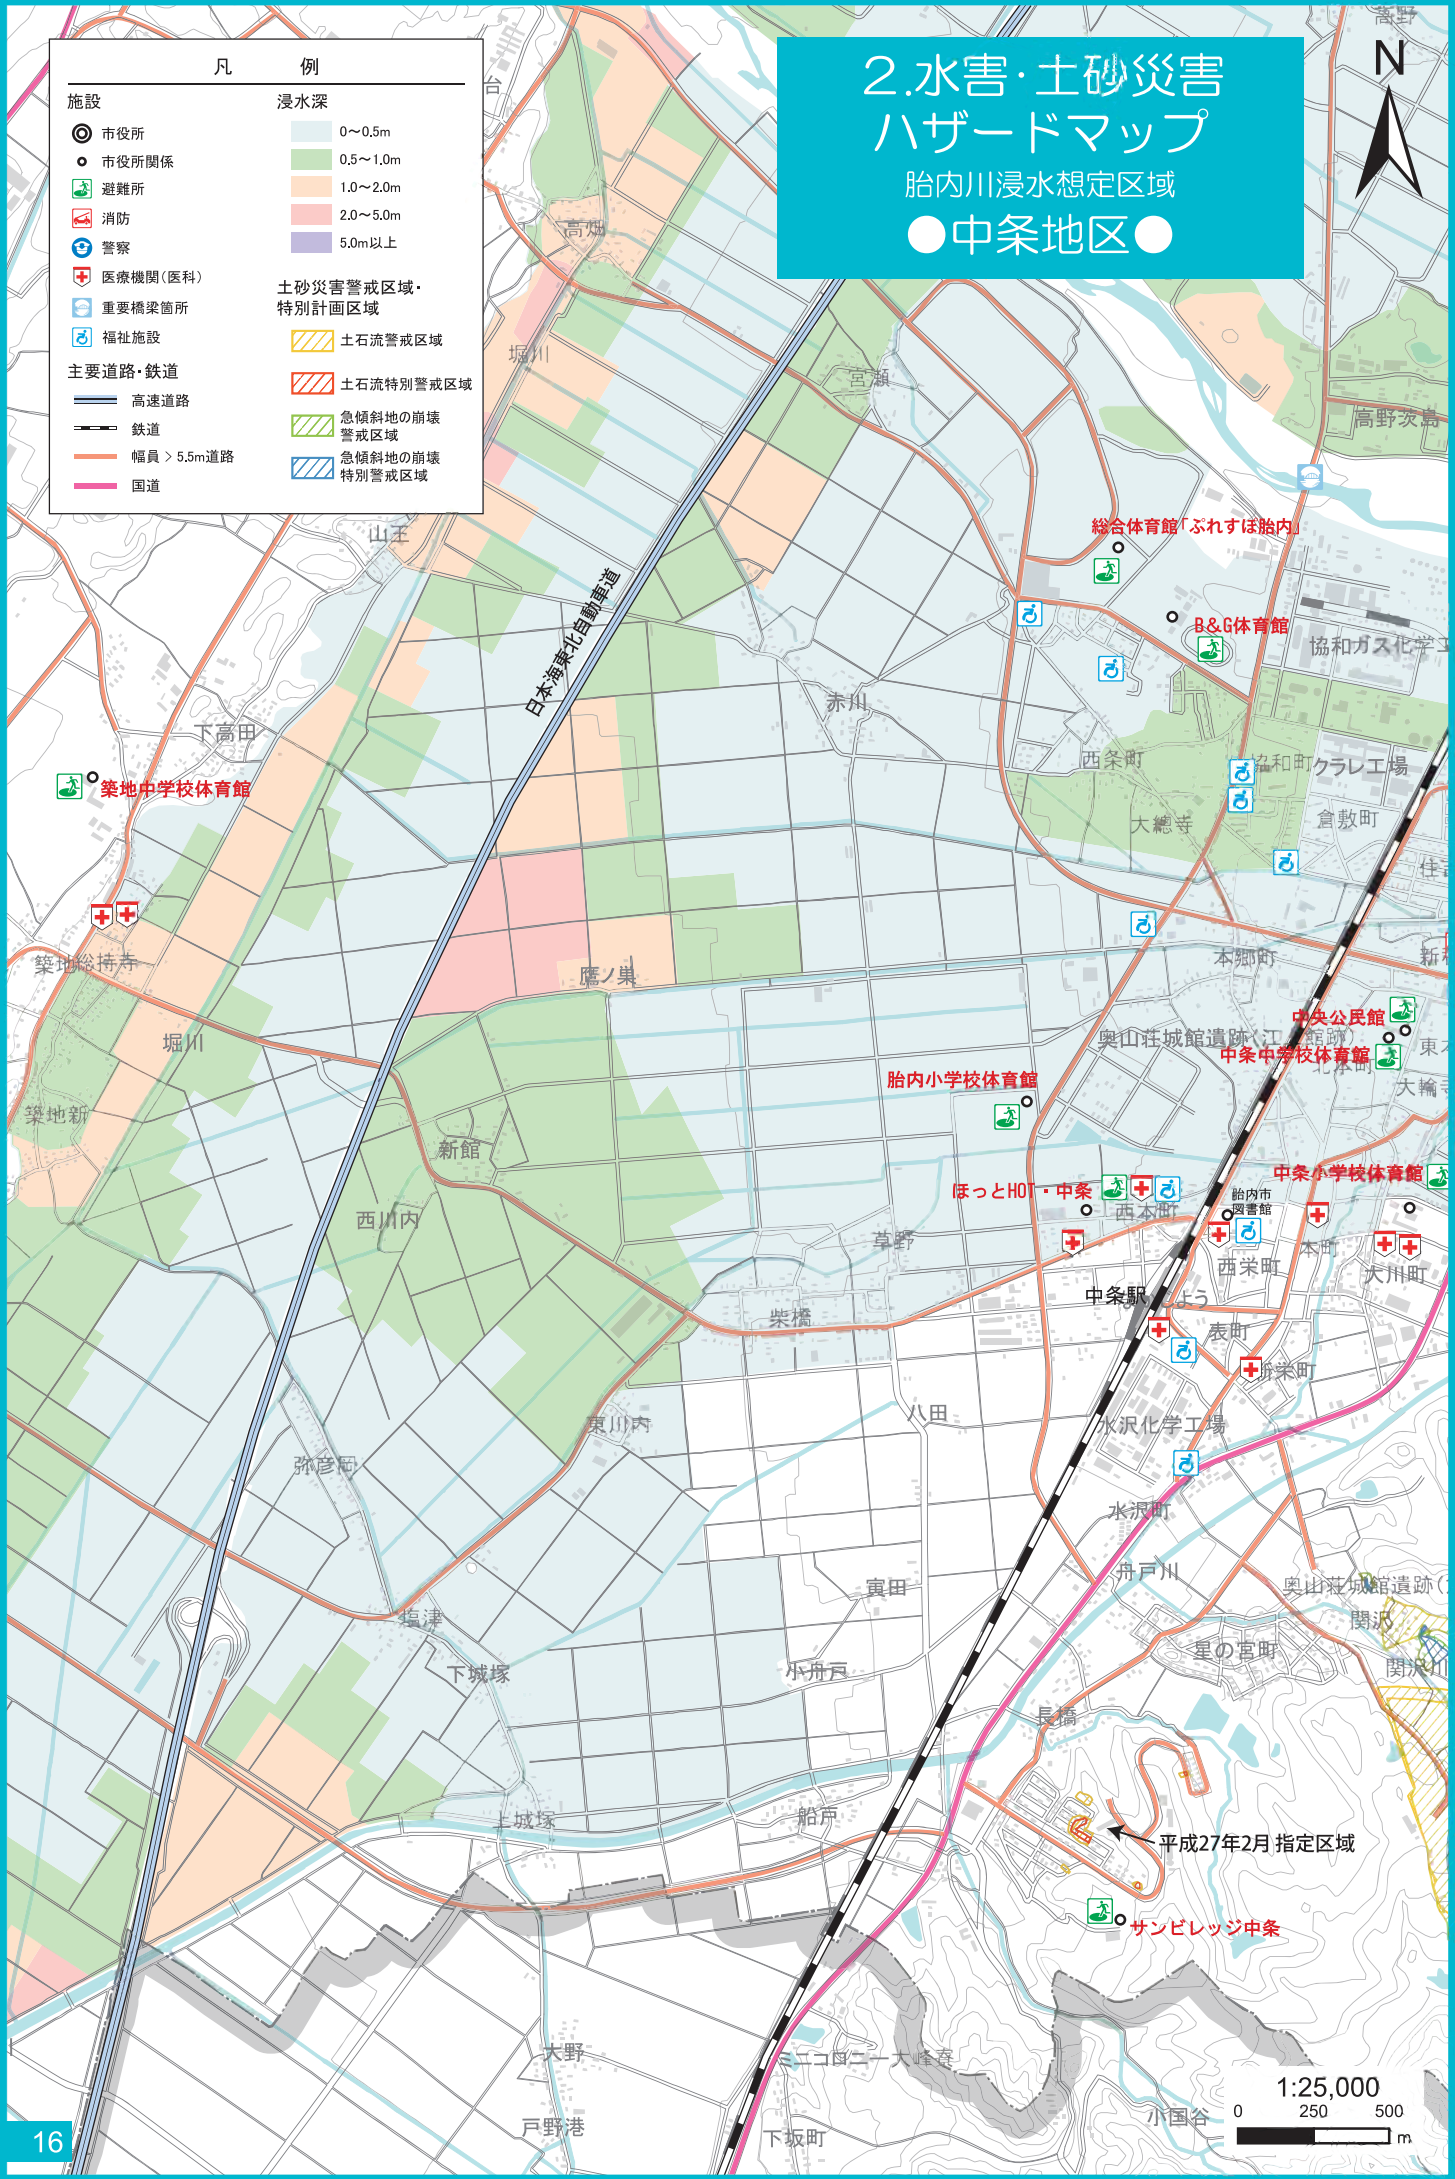 2.水害・土砂災害
ハザードマップ
胎内川浸水想定区域
●中条地区●
N
凡 例
施設
市役所
市役所関係
避難所
消防
警察
医療機関(医科)
重要橋梁箇所
福祉施設
主要道路・鉄道
高速道路
鉄道
幅員 > 5.5m道路
国道
浸水深
0～0.5m
0.5～1.0m
1.0～2.0m
2.0～5.0m
5.0m以上
土砂災害警戒区域・
特別計画区域
土石流警戒区域
土石流特別警戒区域
急傾斜地の崩壊
警戒区域
急傾斜地の崩壊
特別警戒区域
高野
台
高畑
堀川
宮瀬
高野茨島
山王
総合体育館「ぷれすぽ胎内」
B&G体育館
協和ガス化学工
日本海東北自動車道
赤川
下高田
西条町
協和町
クラレ工場
築地中学校体育館
大總寺
倉敷町
住吉
築地総持寺
鷹ノ巣
本郷町
新和
堀川
中央公民館
奥山荘城館遺跡(江
館跡)
中条中学校体育館
北本町
東本
胎内小学校体育館
大輪寺
築地新
新館
中条小学校体育館
ほっとHOT・中条
胎内市
図書館
西本町
西川内
草野
西栄町
本町
大川町
中条駅
じょう
柴橋
表町
新栄町
東川内
八田
水沢化学工場
弥彦岡
水沢町
舟戸川
寅田
奥山荘城館遺跡(
関沢
塩津
星の宮町
下城塚
小舟戸
関沢川
長橋
上城塚
船戸
平成27年2月指定区域
サンビレッジ中条
大野
ミニコロニー大峰寮
戸野港
下坂町
小国谷
1:25,000
0 250 500
m
16